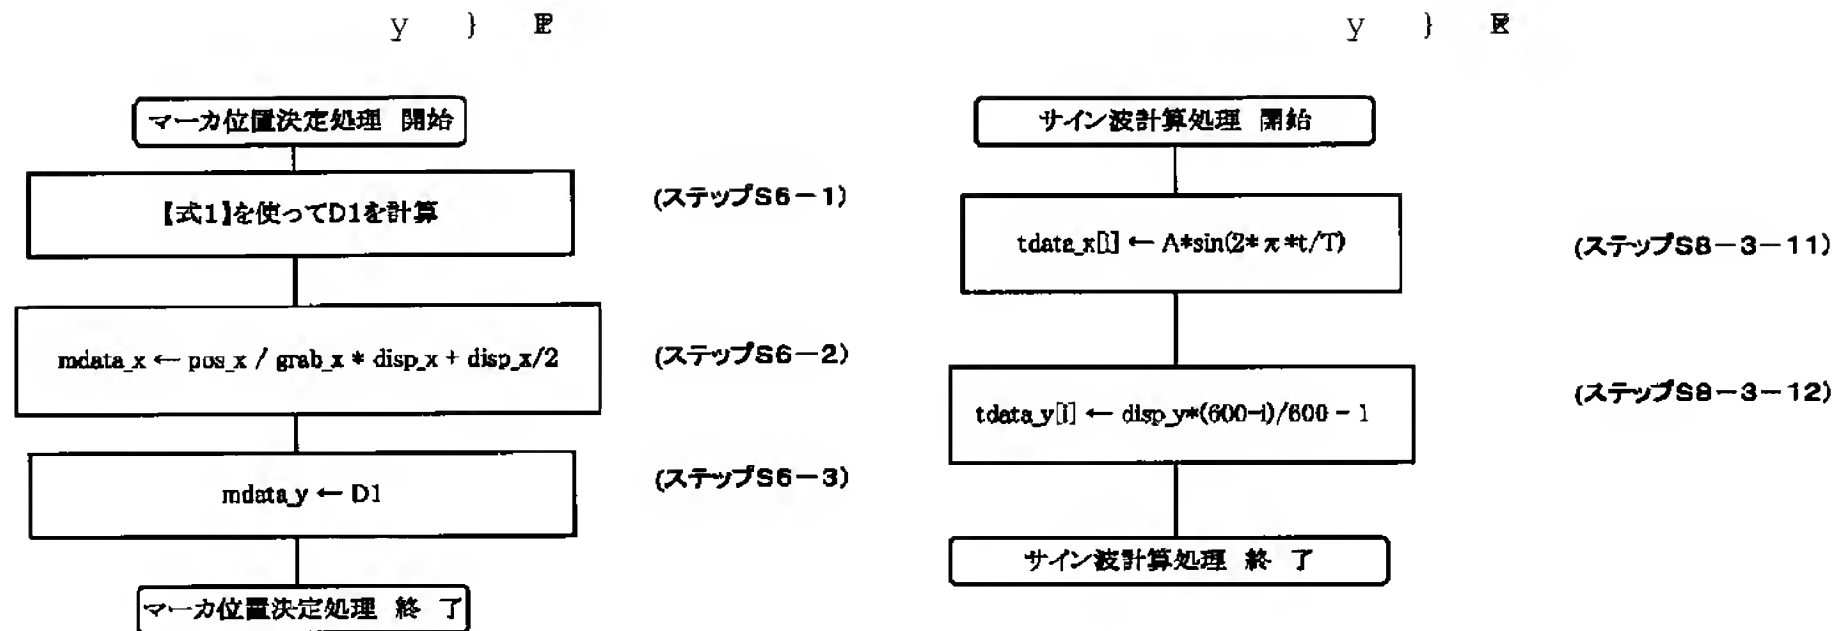 y }
マーカ位置決定処理 開始
【式1】を使ってD1を計算
(ステップS6-1)
mdata_x ← pos_x / grab_x * disp_x + disp_x/2
(ステップS6-2)
mdata_y ← D1
(ステップS6-3)
マーカ位置決定処理 終 了
y }
サイン波計算処理 開始
tdata_x[i] ← A*sin(2*π*t/T)
(ステップS8-3-11)
tdata_y[i] ← disp_y*(600-i)/600 - 1
(ステップS8-3-12)
サイン波計算処理 終 了